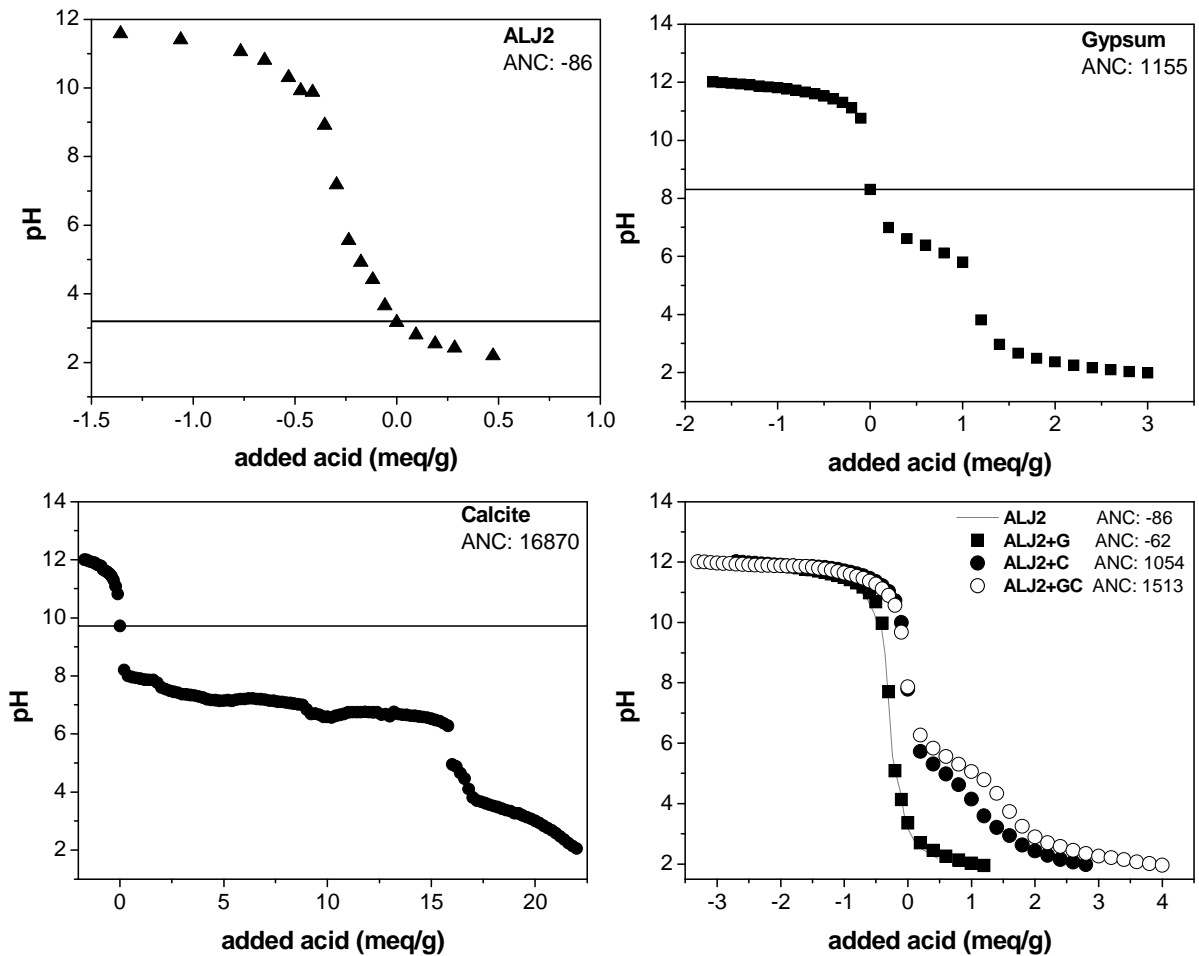 ALJ2
ANC: -86
12
10
8
6
4
2
pH
-1.5
-1.0
-0.5
0.0
0.5
1.0
added acid (meq/g)
Gypsum
ANC: 1155
14
12
10
8
6
4
2
pH
-2
-1
0
1
2
3
added acid (meq/g)
Calcite
ANC: 16870
14
12
10
8
6
4
2
pH
0
5
10
15
20
added acid (meq/g)
ALJ2 ANC: -86
ALJ2+G ANC: -62
ALJ2+C ANC: 1054
ALJ2+GC ANC: 1513
14
12
10
8
6
4
2
pH
-3
-2
-1
0
1
2
3
4
added acid (meq/g)